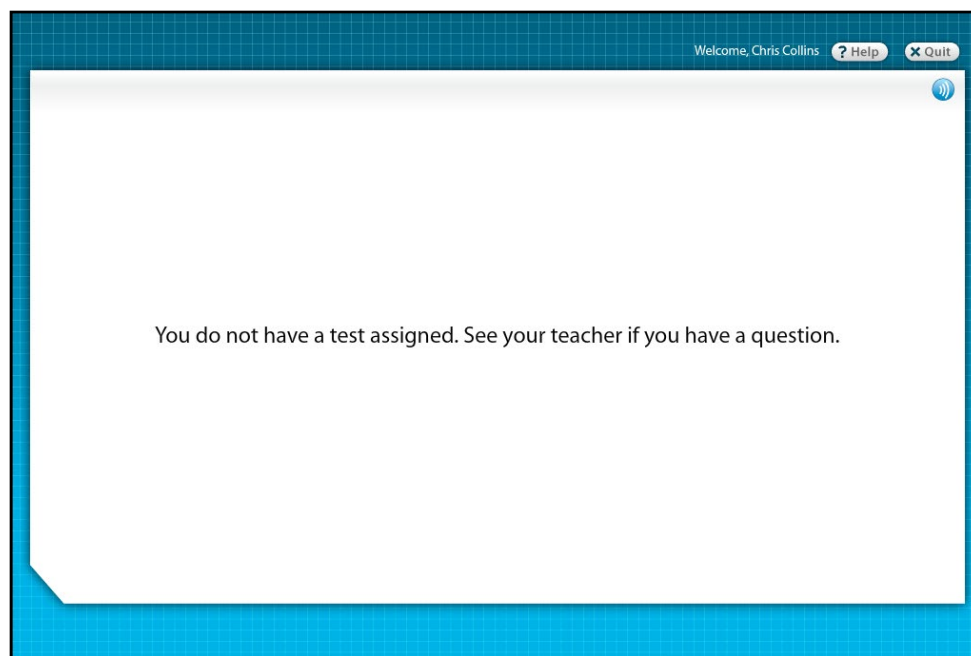 Welcome, Chris Collins ? Help × Quit
You do not have a test assigned. See your teacher if you have a question.